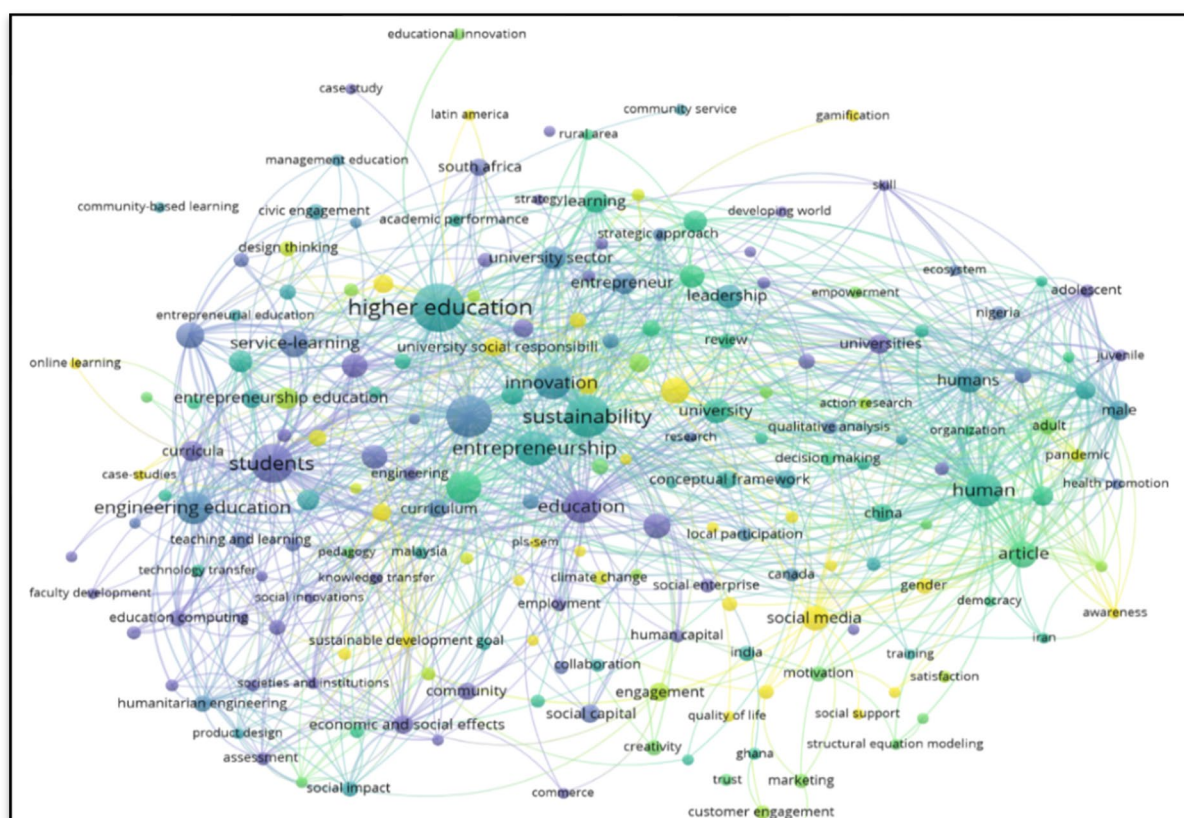 educational innovation
case study
latin america
community service
gamification
rural area
management education
south africa
skill
community-based learning
civic engagement
academic performance
strategy
learning
developing world
design thinking
strategic approach
university sector
ecosystem
entrepreneur
leadership
empowerment
adolescent
higher education
nigeria
entrepreneurial education
service-learning
university social responsibili
review
universities
juvenile
online learning
innovation
humans
entrepreneurship education
sustainability
university
action research
male
qualitative analysis
organization
adult
research
entrepreneurship
curricula
students
decision making
pandemic
case-studies
engineering
conceptual framework
health promotion
human
engineering education
curriculum
education
china
local participation
teaching and learning
pls-sem
pedagogy
malaysia
article
technology transfer
knowledge transfer
climate change
canada
social enterprise
gender
faculty development
social innovations
employment
democracy
awareness
education computing
social media
sustainable development goal
human capital
iran
india
training
collaboration
motivation
satisfaction
societies and institutions
community
engagement
humanitarian engineering
social capital
quality of life
social support
economic and social effects
product design
creativity
structural equation modeling
assessment
ghana
trust
marketing
social impact
commerce
customer engagement